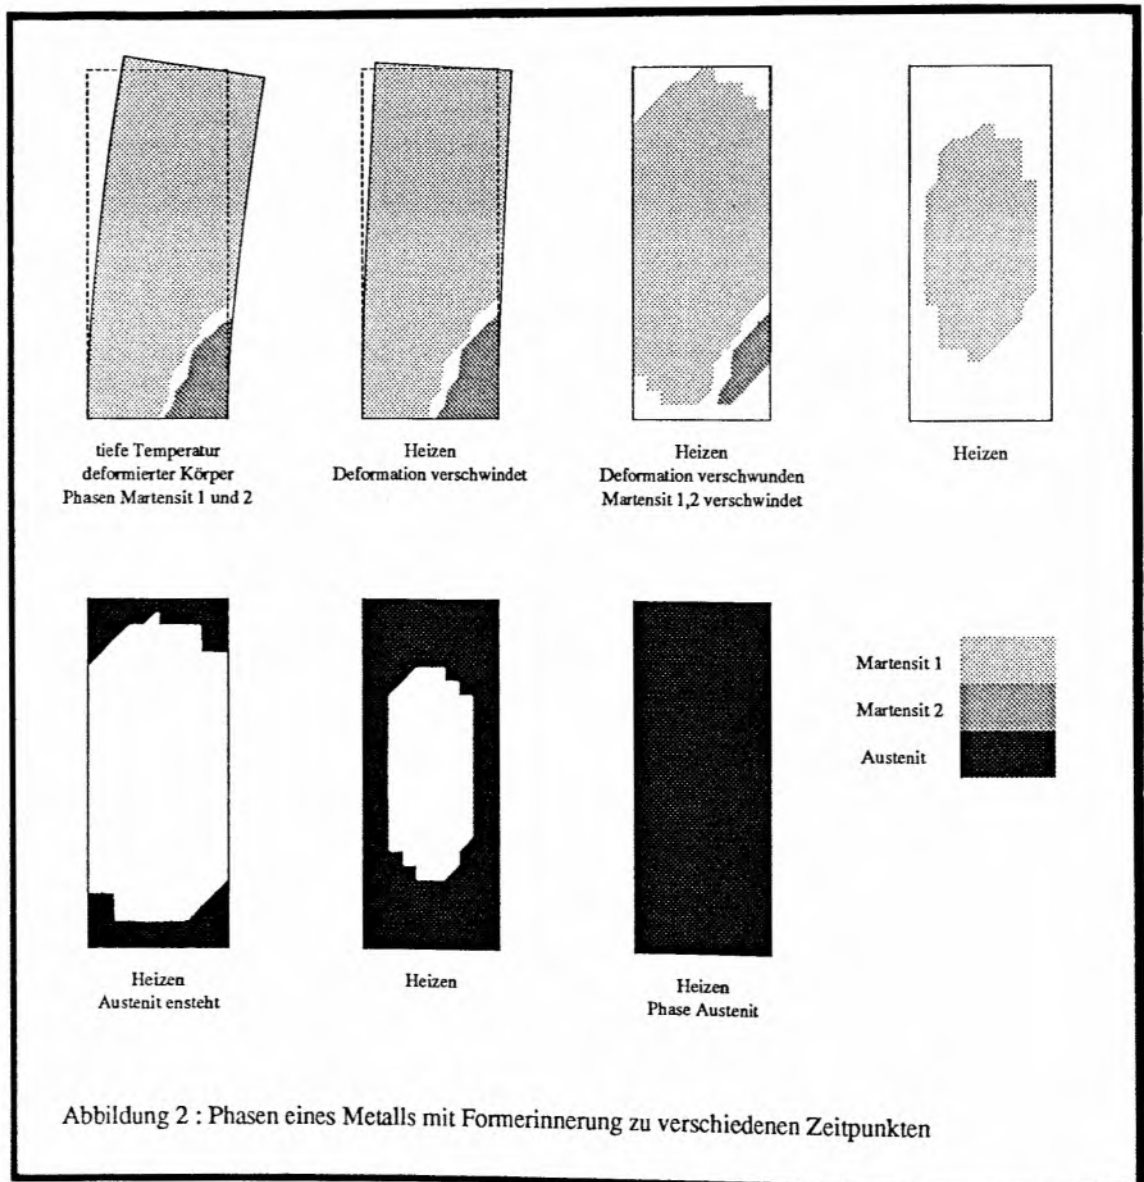 tiefe Temperatur
deformierter Körper
Phasen Martensit 1 und 2
Heizen
Deformation verschwindet
Heizen
Deformation verschwunden
Martensit 1,2 verschwindet
Heizen
Heizen
Austenit ensteht
Heizen
Heizen
Phase Austenit
Martensit 1
Martensit 2
Austenit
Abbildung 2 : Phasen eines Metalls mit Formerinnerung zu verschiedenen Zeitpunkten